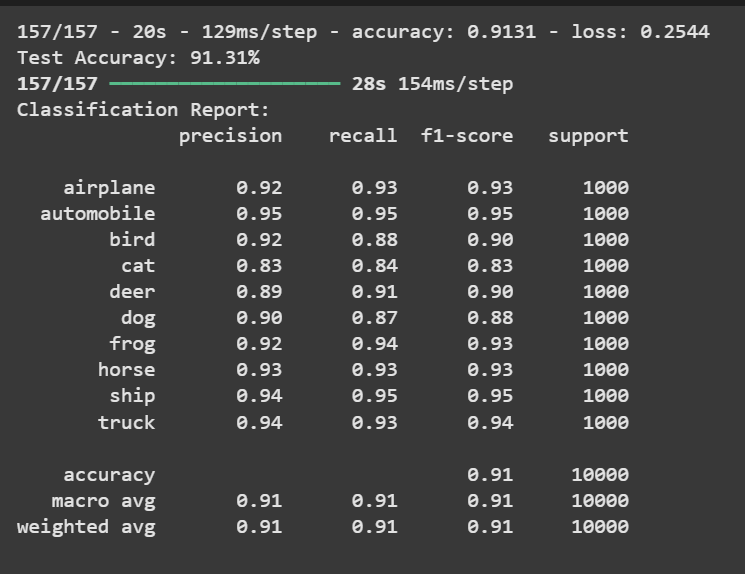 157/157 - 20s - 129ms/step - accuracy: 0.9131 - loss: 0.2544
Test Accuracy: 91.31%
157/157 ━━━━━━━━━━━━━━━━━━━━ 28s 154ms/step
Classification Report:
              precision    recall  f1-score   support

    airplane       0.92      0.93      0.93      1000
  automobile       0.95      0.95      0.95      1000
        bird       0.92      0.88      0.90      1000
         cat       0.83      0.84      0.83      1000
        deer       0.89      0.91      0.90      1000
         dog       0.90      0.87      0.88      1000
        frog       0.92      0.94      0.93      1000
       horse       0.93      0.93      0.93      1000
        ship       0.94      0.95      0.95      1000
       truck       0.94      0.93      0.94      1000

    accuracy                           0.91     10000
   macro avg       0.91      0.91      0.91     10000
weighted avg       0.91      0.91      0.91     10000